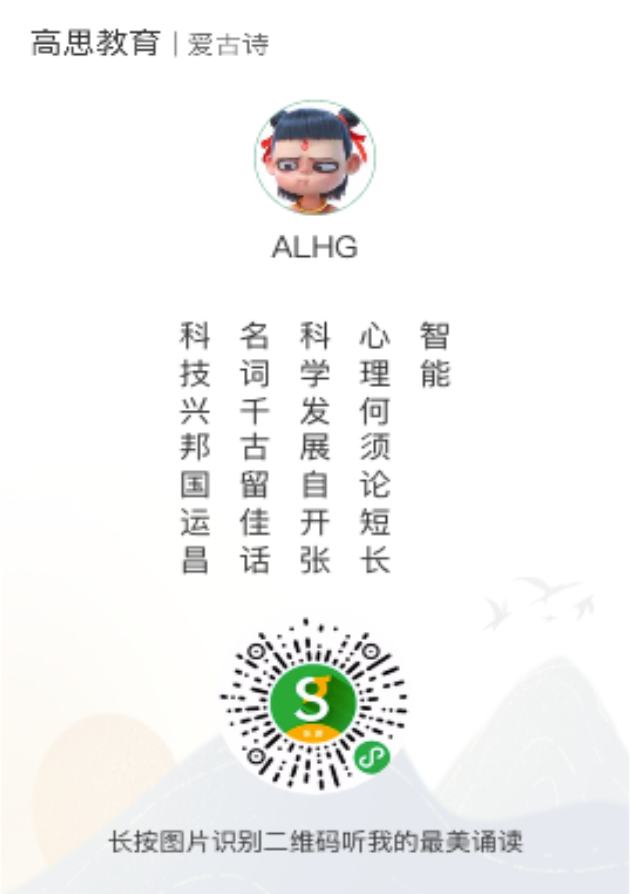 高思教育 | 爱古诗
ALHG
智能
心理何须论短长
科学发展自开张
名词千古留佳话
科技兴邦国运昌
长按图片识别二维码听我的最美诵读